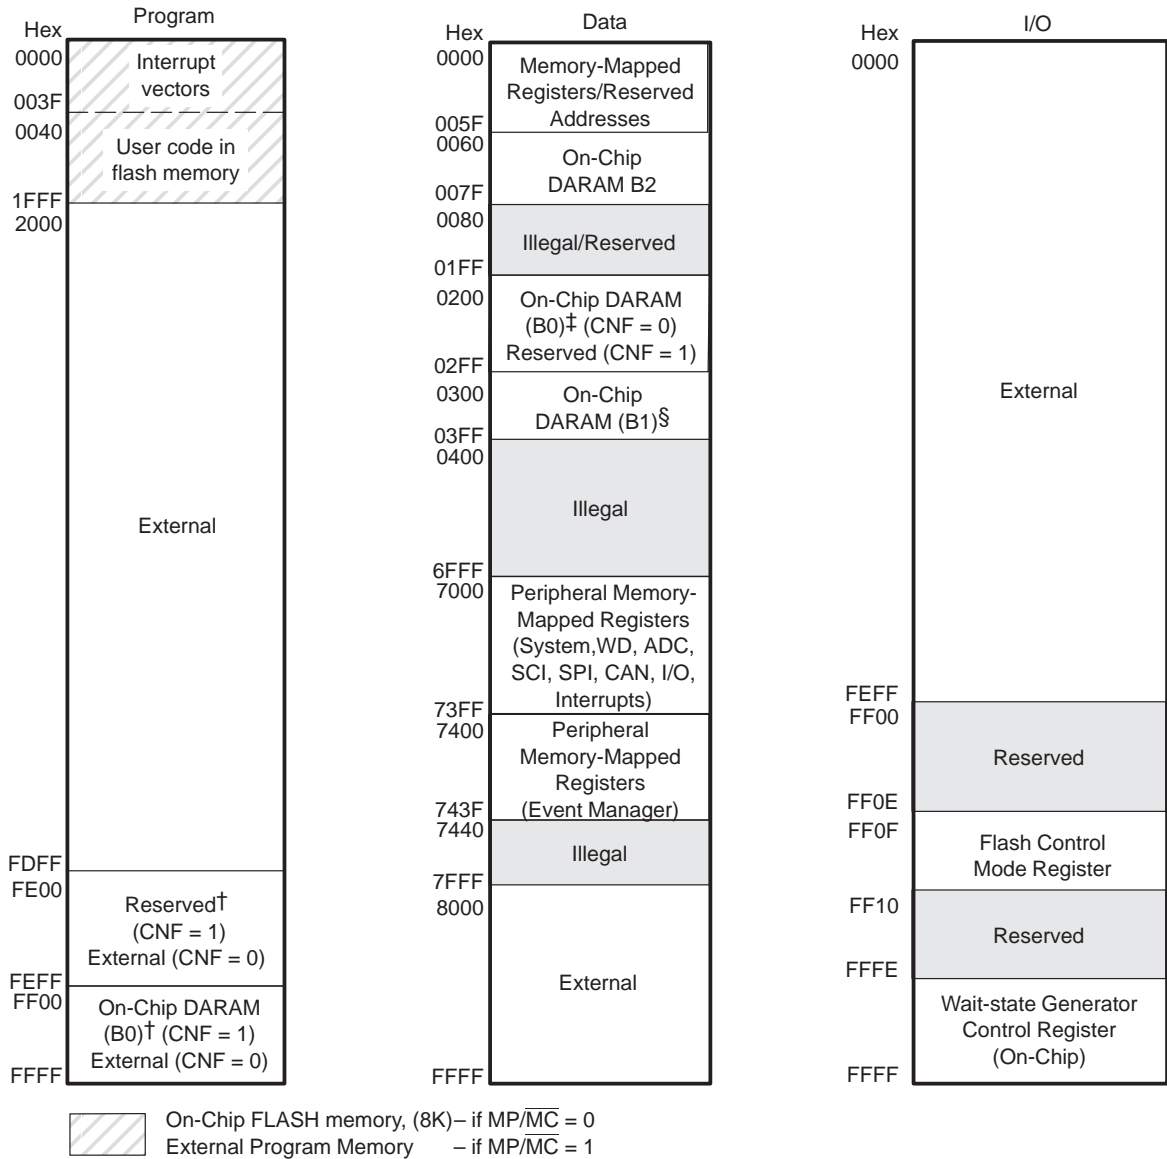 Program
Hex
0000
Interrupt
vectors
003F
0040
User code in
flash memory
1FFF
2000
External
FDFF
FE00
Reserved†
(CNF = 1)
External (CNF = 0)
FEFF
FF00
On-Chip DARAM
(B0)† (CNF = 1)
External (CNF = 0)
FFFF
Data
Hex
0000
Memory-Mapped
Registers/Reserved
Addresses
005F
0060
On-Chip
DARAM B2
007F
0080
Illegal/Reserved
01FF
0200
On-Chip DARAM
(B0)‡ (CNF = 0)
Reserved (CNF = 1)
02FF
0300
On-Chip
DARAM (B1)§
03FF
0400
Illegal
6FFF
7000
Peripheral Memory-
Mapped Registers
(System,WD, ADC,
SCI, SPI, CAN, I/O,
Interrupts)
73FF
7400
Peripheral
Memory-Mapped
Registers
(Event Manager)
743F
7440
Illegal
7FFF
8000
External
FFFF
I/O
Hex
0000
External
FEFF
FF00
Reserved
FF0E
FF0F
Flash Control
Mode Register
FF10
Reserved
FFFE
Wait-state Generator
Control Register
(On-Chip)
FFFF
On-Chip FLASH memory, (8K) – if MP/M̅C̅ = 0
External Program Memory – if MP/M̅C̅ = 1